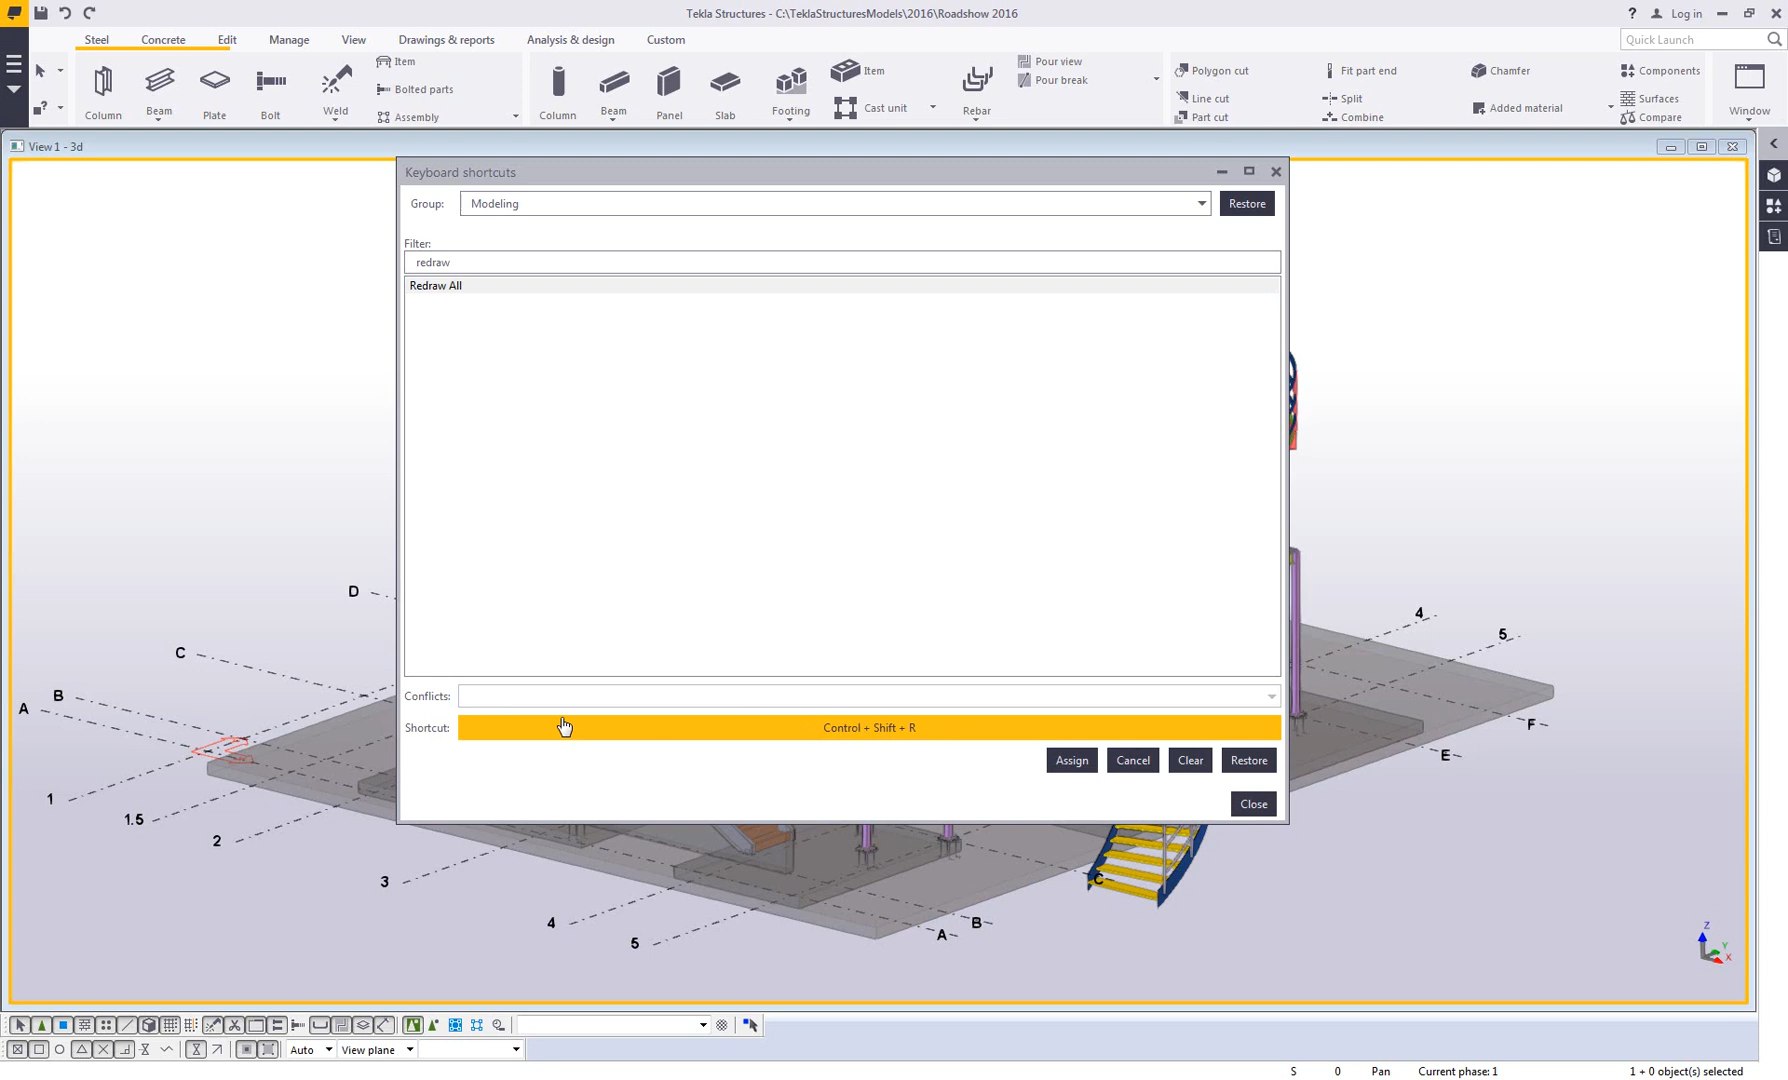 Tekla Structures - C:\TeklaStructuresModels\2016\Roadshow 2016
? Log in
Steel Concrete Edit Manage View Drawings & reports Analysis & design Custom
Quick Launch
Column Beam Plate Bolt Weld
Item
Bolted parts
Assembly
Column Beam Panel Slab Footing
Item
Cast unit
Rebar
Pour view
Pour break
Polygon cut
Line cut
Part cut
Fit part end
Split
Combine
Chamfer
Added material
Components
Surfaces
Compare
Window
View 1 - 3d
Keyboard shortcuts
Group: Modeling Restore
Filter:
redraw
Redraw All
Conflicts:
Shortcut: Control + Shift + R
Assign Cancel Clear Restore
Close
D
C
B
A
1
1.5
2
3
4
5
A
B
C
4
5
F
E
Z
Y
X
Auto View plane
S 0 Pan Current phase: 1 1 + 0 object(s) selected